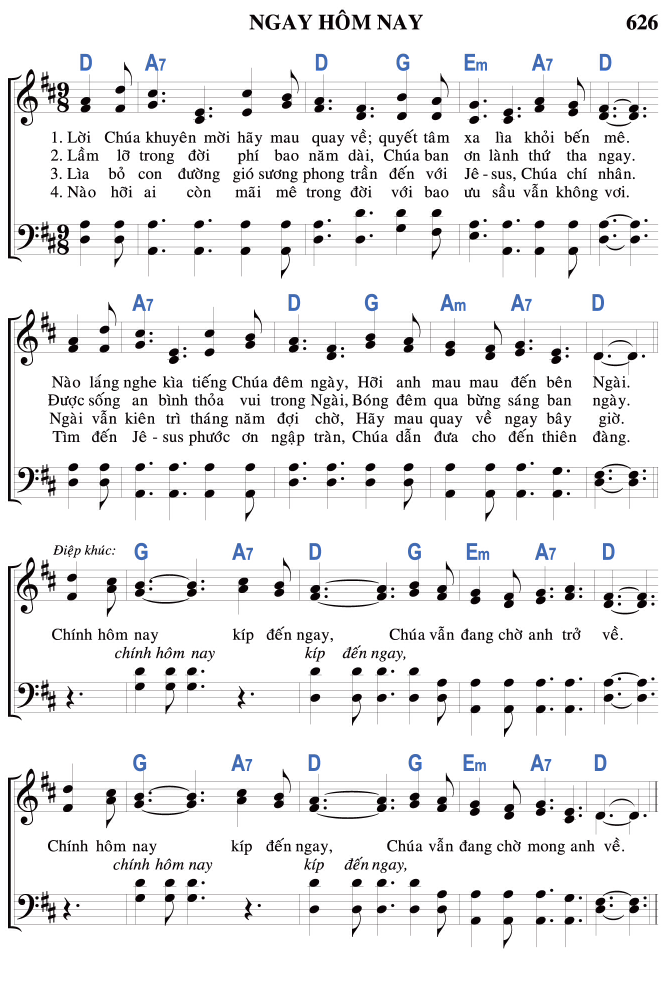 NGAY HÔM NAY 626
D A7 D G Em A7 D
9 8
1. Lời Chúa khuyên mời hãy mau quay về; quyết tâm xa lìa khỏi bến mê.
2. Lầm lỡ trong đời phí bao năm dài, Chúa ban ơn lành thứ tha ngay.
3. Lìa bỏ con đường gió sương phong trần đến với Jê-sus, Chúa chí nhân.
4. Nào hỡi ai còn mãi mê trong đời với bao ưu sầu vẫn không vơi.
9 8
A7 D G Am A7 D
Nào lắng nghe kìa tiếng Chúa đêm ngày, Hỡi anh mau mau đến bên Ngài.
Được sống an bình thỏa vui trong Ngài, Bóng đêm qua bừng sáng ban ngày.
Ngài vẫn kiên trì tháng năm đợi chờ, Hãy mau quay về ngay bây giờ.
Tìm đến Jê-sus phước ơn ngập tràn, Chúa dẫn đưa cho đến thiên đàng.
Điệp khúc: G A7 D G Em A7 D
Chính hôm nay kíp đến ngay, Chúa vẫn đang chờ anh trở về.
chính hôm nay kíp đến ngay,
G A7 D G Em A7 D
Chính hôm nay kíp đến ngay, Chúa vẫn đang chờ mong anh về.
chính hôm nay kíp đến ngay,